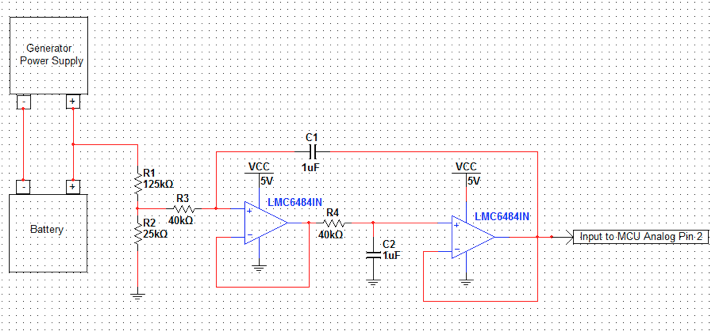 Generator
Power Supply
-
+
-
+
Battery
R1
125kΩ
R2
25kΩ
R3
40kΩ
C1
1uF
VCC
5V
LMC6484IN
+
−
R4
40kΩ
C2
1uF
VCC
5V
LMC6484IN
+
−
Input to MCU Analog Pin 2